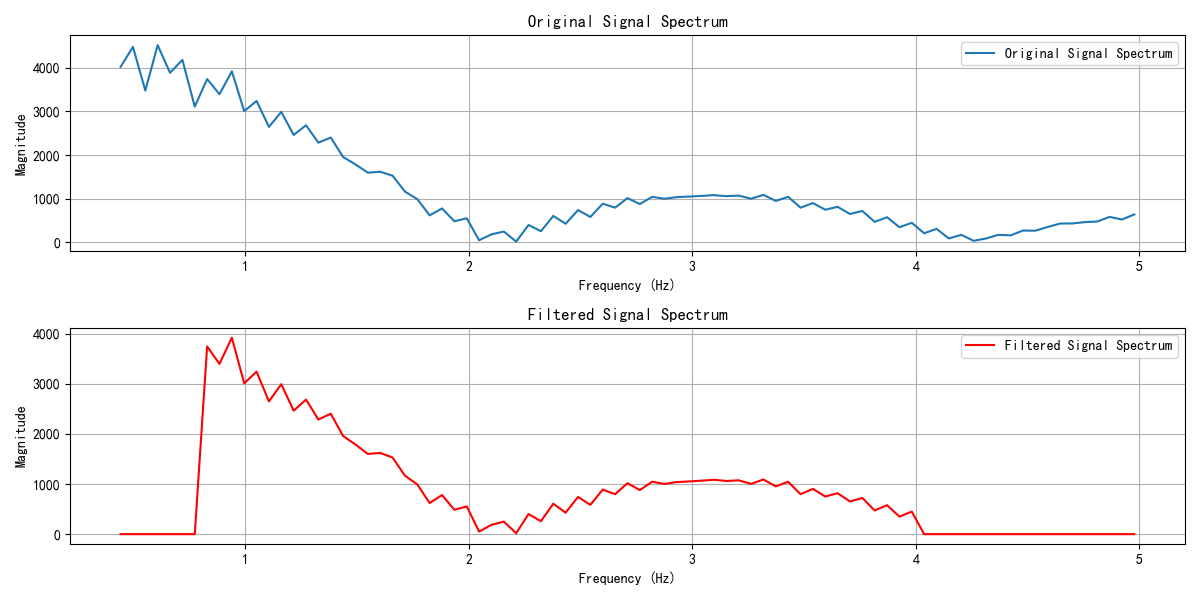 Original Signal Spectrum
Original Signal Spectrum
Magnitude
4000
3000
2000
1000
0
1
2
3
4
5
Frequency (Hz)
Filtered Signal Spectrum
Filtered Signal Spectrum
Magnitude
4000
3000
2000
1000
0
1
2
3
4
5
Frequency (Hz)